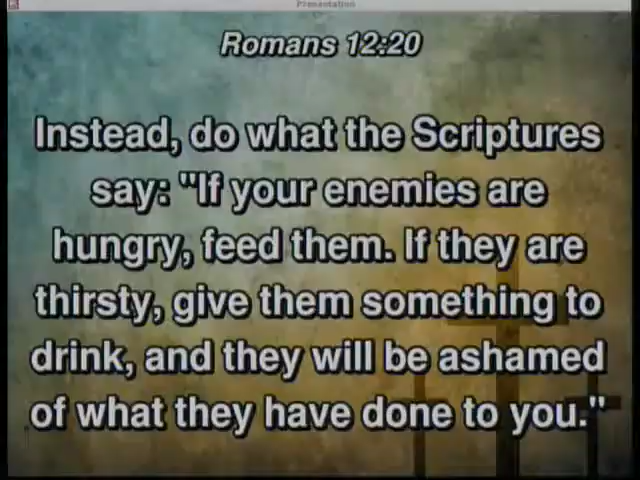 Presentation
Romans 12:20
Instead, do what the Scriptures
say: "If your enemies are
hungry, feed them. If they are
thirsty, give them something to
drink, and they will be ashamed
of what they have done to you."